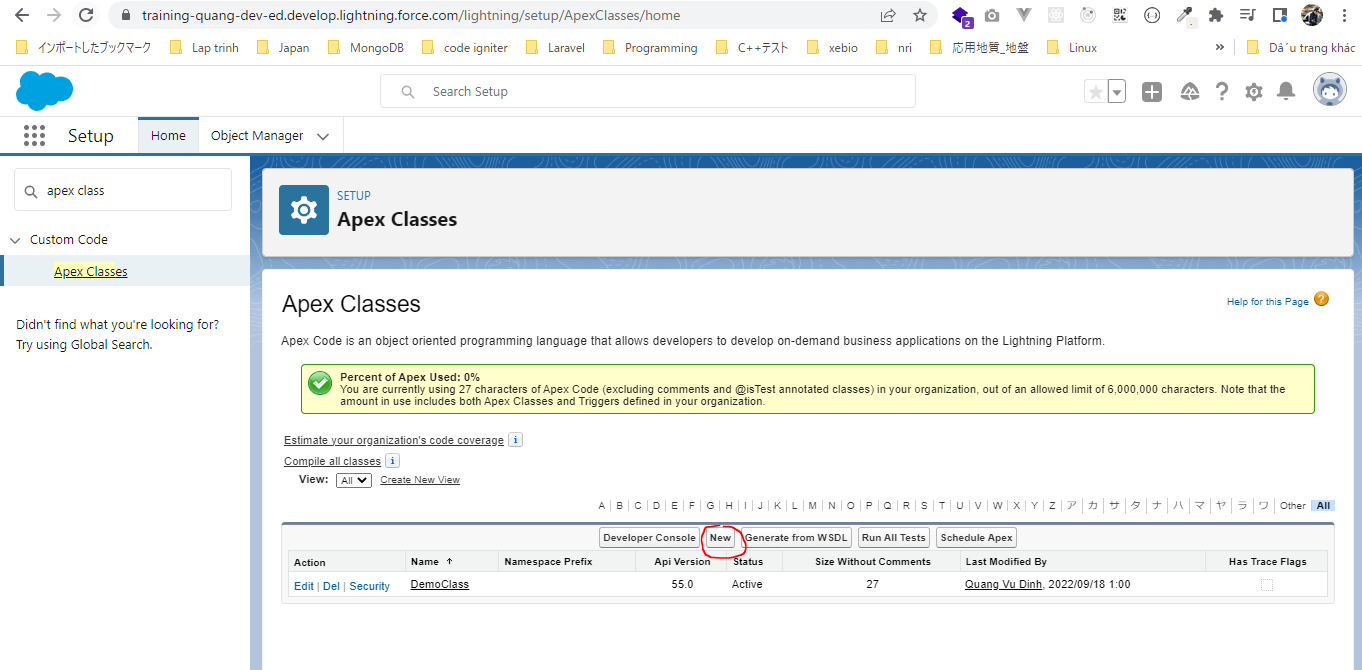 training-quang-dev-ed.develop.lightning.force.com/lightning/setup/ApexClasses/home
2
インポートしたブックマーク Lap trinh Japan MongoDB code igniter Laravel Programming C++テスト xebio nri 応用地質_地盤 Linux » Dấu trang khác
Search Setup
Setup Home Object Manager
apex class
Custom Code
Apex Classes
Didn't find what you're looking for?
Try using Global Search.
SETUP
Apex Classes
Apex Classes
Help for this Page ?
Apex Code is an object oriented programming language that allows developers to develop on-demand business applications on the Lightning Platform.
Percent of Apex Used: 0%
You are currently using 27 characters of Apex Code (excluding comments and @isTest annotated classes) in your organization, out of an allowed limit of 6,000,000 characters. Note that the
amount in use includes both Apex Classes and Triggers defined in your organization.
Estimate your organization's code coverage i
Compile all classes i
View: All Create New View
A | B | C | D | E | F | G | H | I | J | K | L | M | N | O | P | Q | R | S | T | U | V | W | X | Y | Z | ア | カ | サ | タ | ナ | ハ | マ | ヤ | ラ | ワ | Other All
Developer Console New Generate from WSDL Run All Tests Schedule Apex
Action Name ↑ Namespace Prefix Api Version Status Size Without Comments Last Modified By Has Trace Flags
Edit | Del | Security DemoClass 55.0 Active 27 Quang Vu Dinh, 2022/09/18 1:00